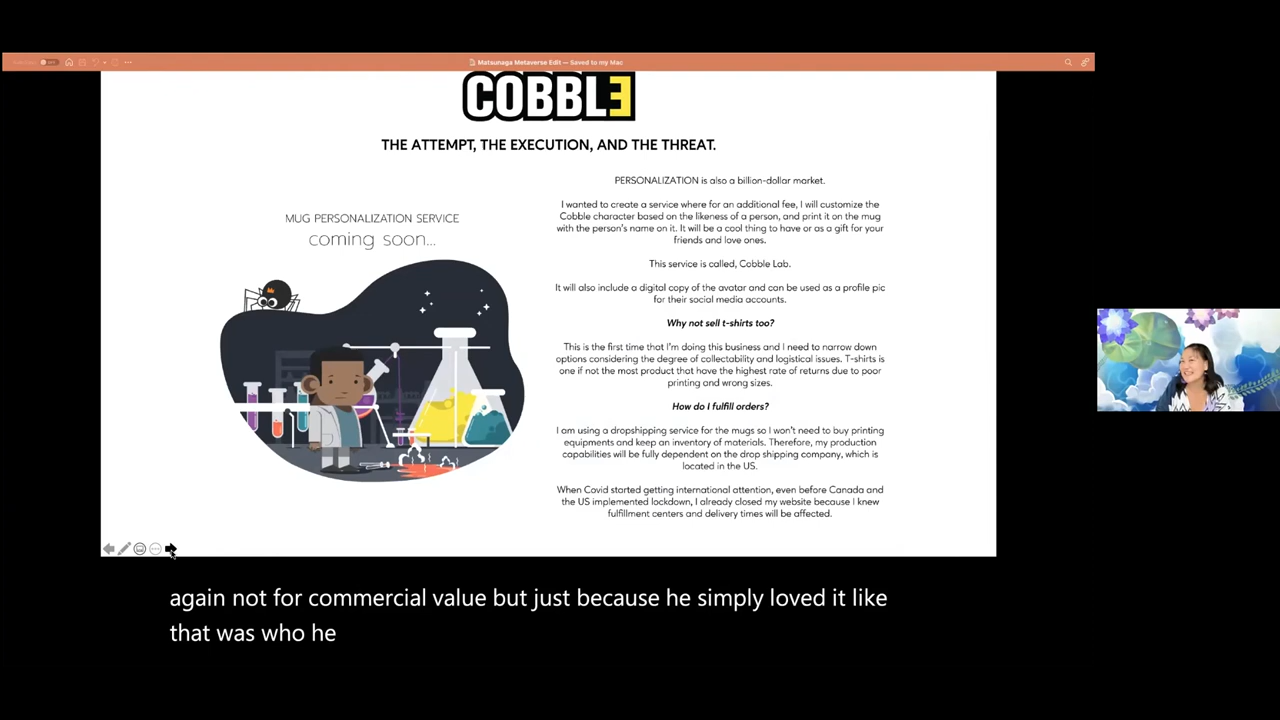 Matsunaga Metaverse Edit — Saved to my Mac
COBBLE
THE ATTEMPT, THE EXECUTION, AND THE THREAT.
MUG PERSONALIZATION SERVICE
coming soon...
PERSONALIZATION is also a billion-dollar market.
I wanted to create a service where for an additional fee, I will customize the
Cobble character based on the likeness of a person, and print it on the mug
with the person's name on it. It will be a cool thing to have or as a gift for your
friends and love ones.
This service is called, Cobble Lab.
It will also include a digital copy of the avatar and can be used as a profile pic
for their social media accounts.
Why not sell t-shirts too?
This is the first time that I'm doing this business and I need to narrow down
options considering the degree of collectability and logistical issues. T-shirts is
one if not the most product that have the highest rate of returns due to poor
printing and wrong sizes.
How do I fulfill orders?
I am using a dropshipping service for the mugs so I won't need to buy printing
equipments and keep an inventory of materials. Therefore, my production
capabilities will be fully dependent on the drop shipping company, which is
located in the US.
When Covid started getting international attention, even before Canada and
the US implemented lockdown, I already closed my website because I knew
fulfillment centers and delivery times will be affected.
again not for commercial value but just because he simply loved it like
that was who he